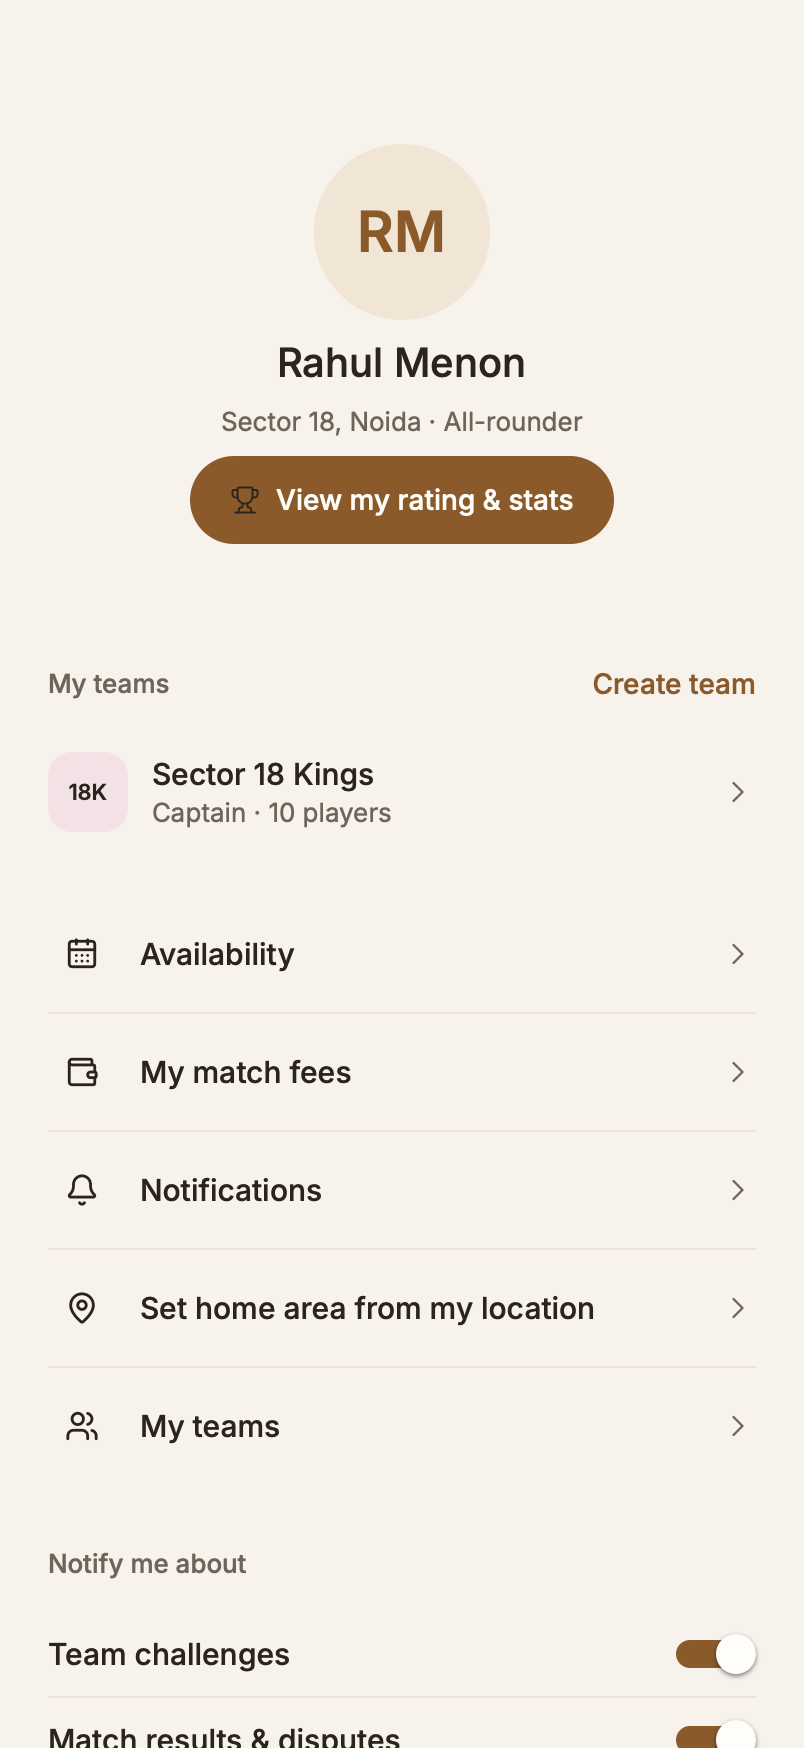 RM
Rahul Menon
Sector 18, Noida · All-rounder
View my rating & stats
My teams
Create team
18K
Sector 18 Kings
Captain · 10 players
Availability
My match fees
Notifications
Set home area from my location
My teams
Notify me about
Team challenges
Match results & disputes